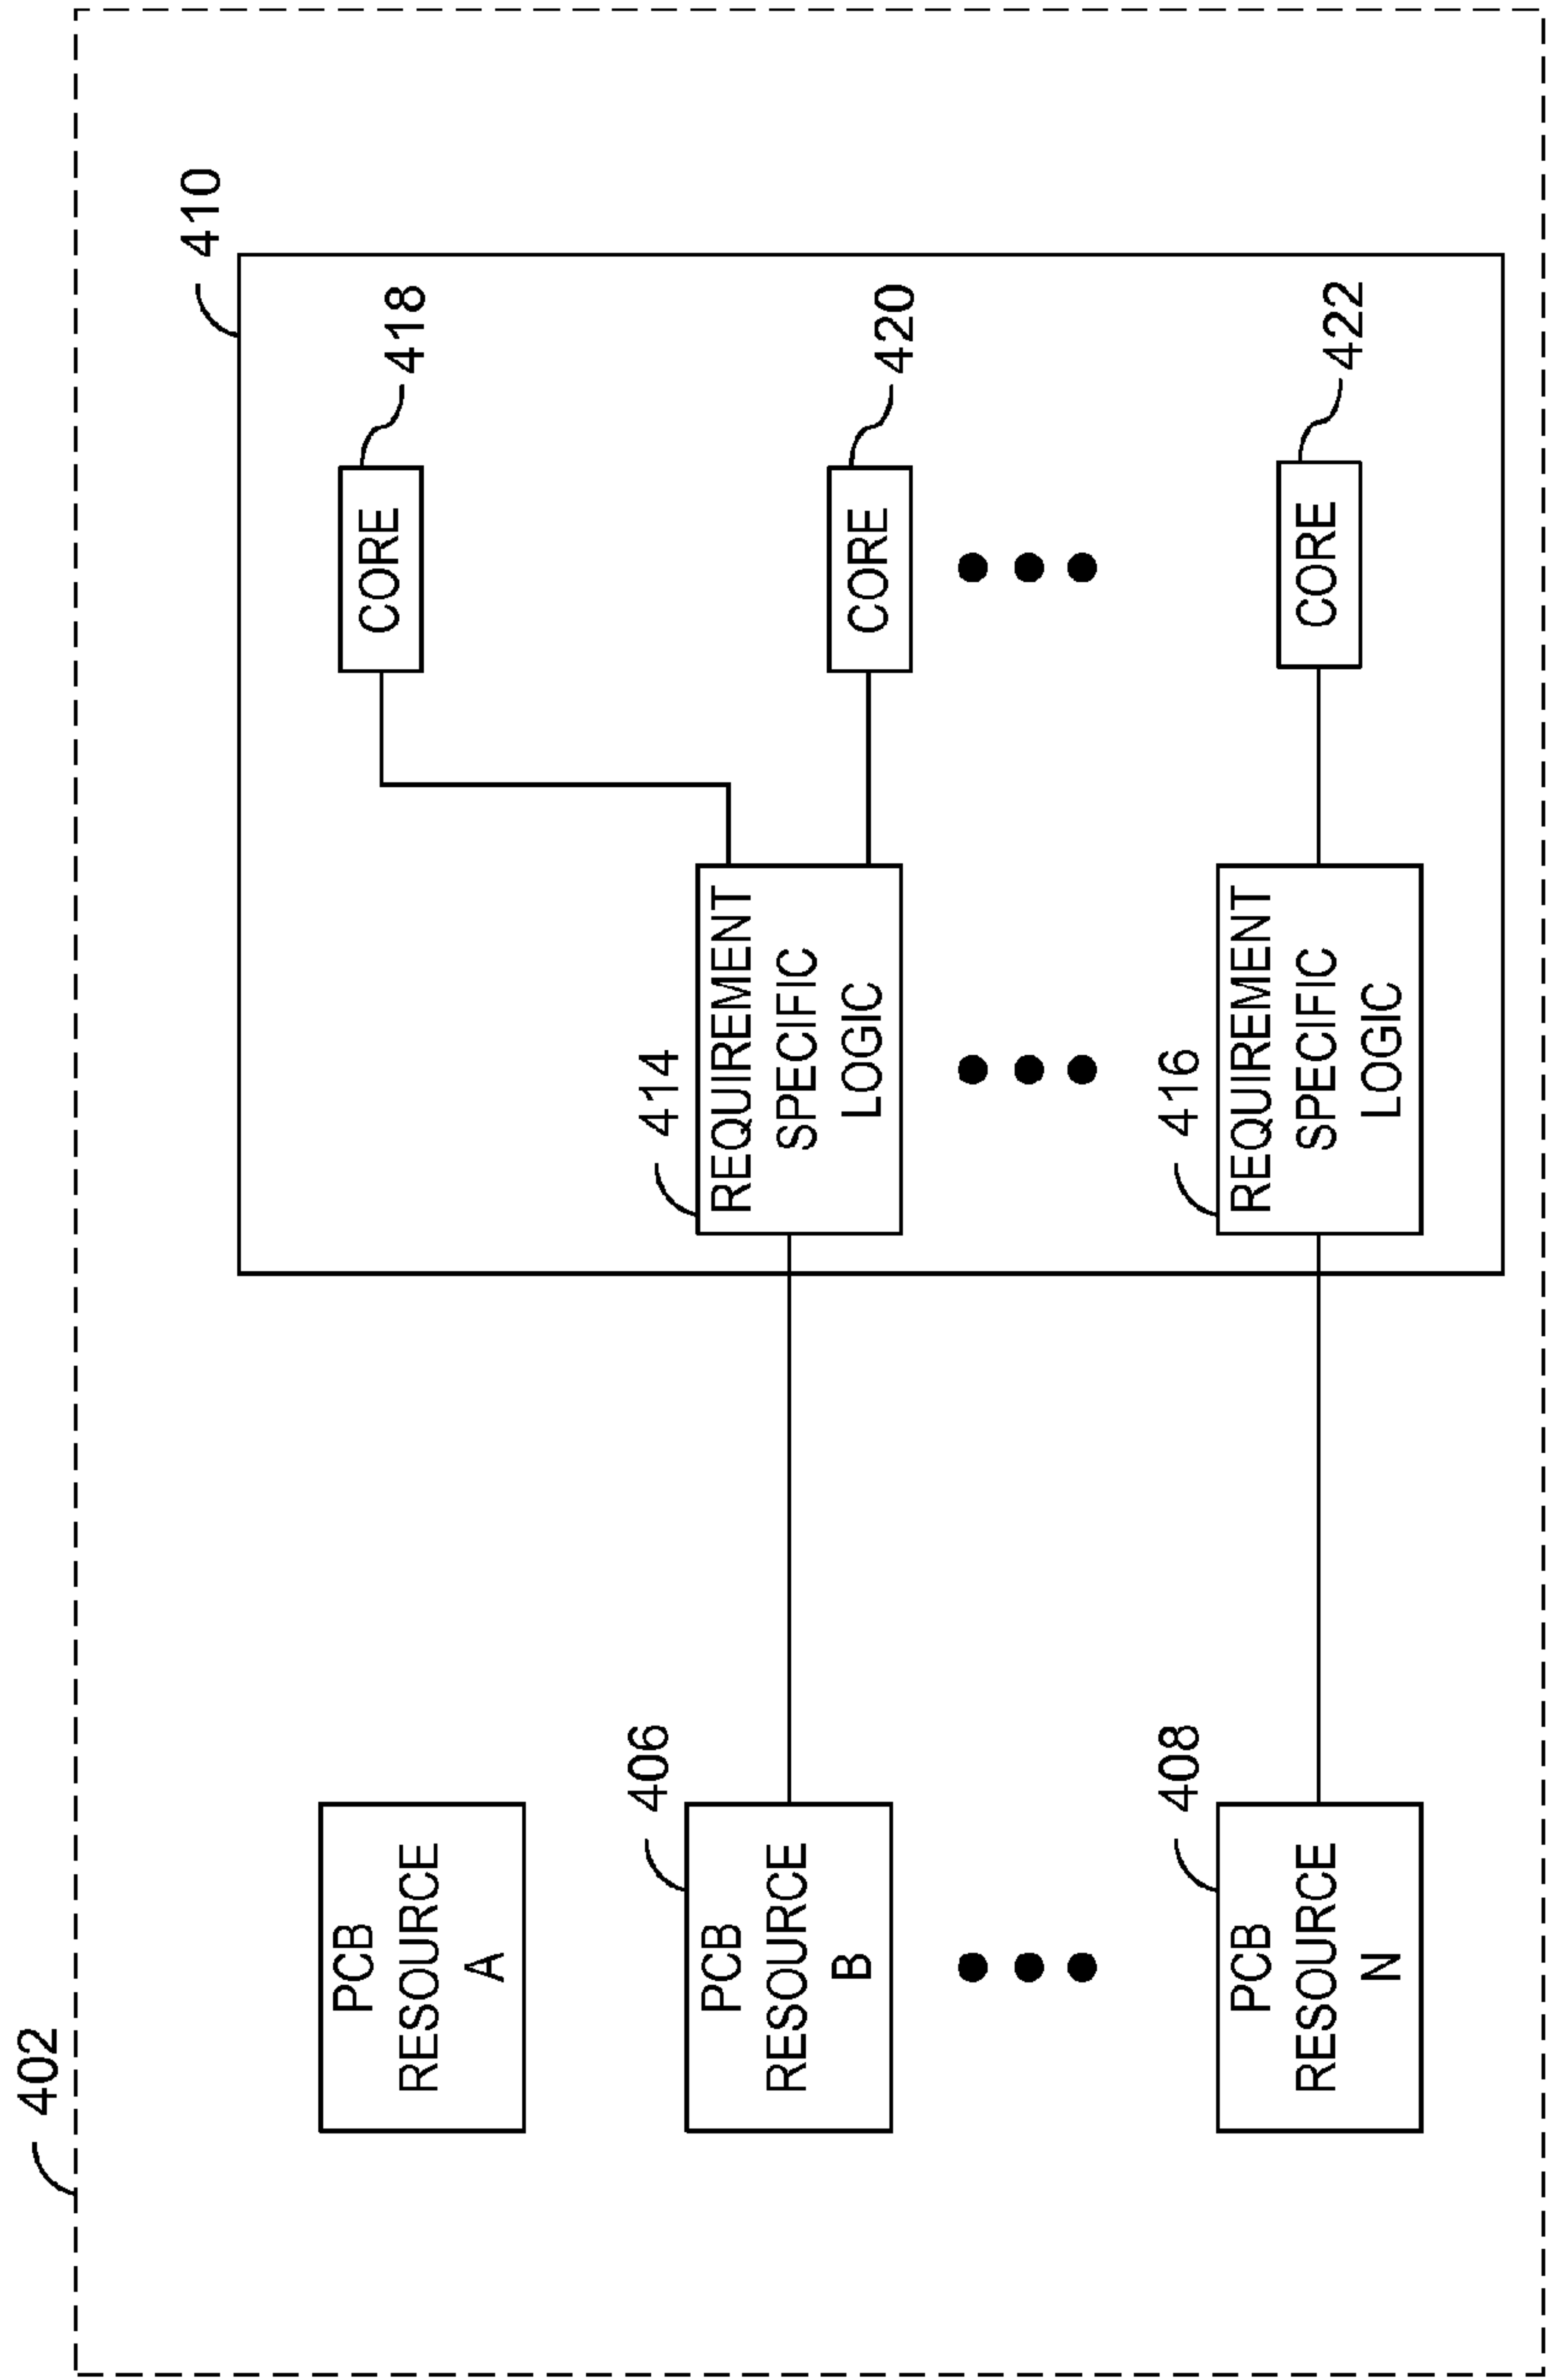 402
410
PCB
RESOURCE
A
CORE
418
406
PCB
RESOURCE
B
414
REQUIREMENT
SPECIFIC
LOGIC
CORE
420
408
PCB
RESOURCE
N
416
REQUIREMENT
SPECIFIC
LOGIC
CORE
422